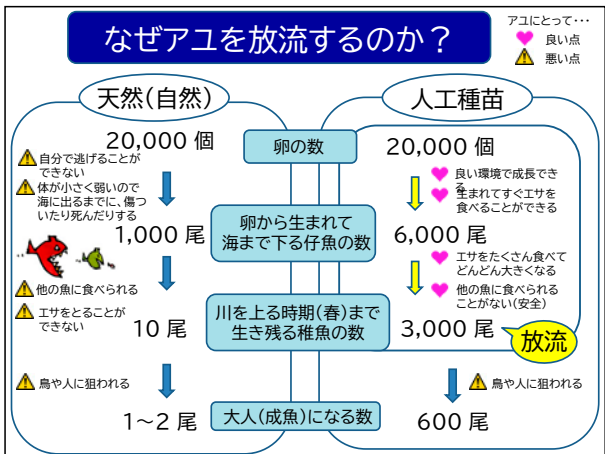 なぜアユを放流するのか？
アユにとって･･･
良い点
悪い点
天然(自然)
人工種苗
20,000 個
卵の数
20,000 個
自分で逃げることが
できない
体が小さく弱いので
海に出るまでに、傷つ
いたり死んだりする
良い環境で成長でき
る
生まれてすぐエサを
食べることができる
1,000 尾
卵から生まれて
海まで下る仔魚の数
6,000 尾
他の魚に食べられる
エサをとることが
できない
エサをたくさん食べて
どんどん大きくなる
他の魚に食べられる
ことがない(安全)
10 尾
川を上る時期(春)まで
生き残る稚魚の数
3,000 尾
放流
鳥や人に狙われる
鳥や人に狙われる
1～2 尾
大人(成魚)になる数
600 尾